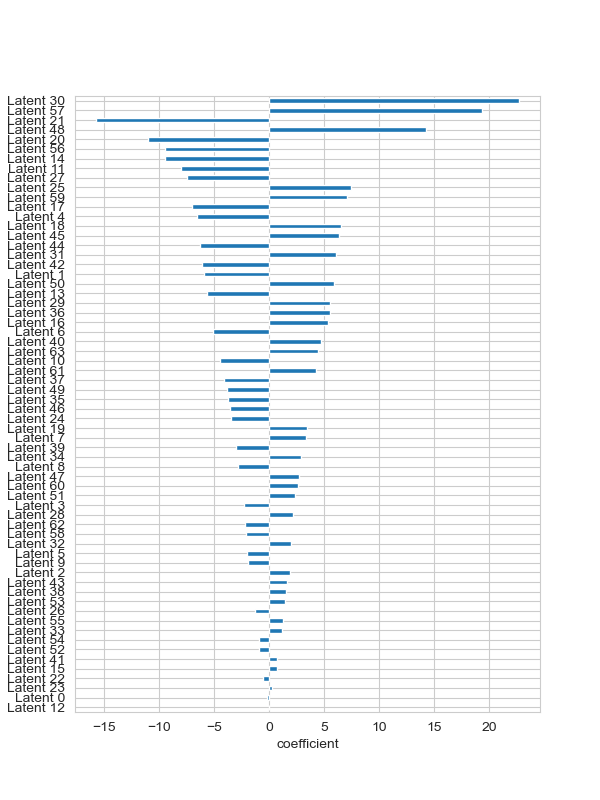 Latent 30
Latent 57
Latent 21
Latent 48
Latent 20
Latent 56
Latent 14
Latent 11
Latent 27
Latent 25
Latent 59
Latent 17
Latent 4
Latent 18
Latent 45
Latent 44
Latent 31
Latent 42
Latent 1
Latent 50
Latent 13
Latent 29
Latent 36
Latent 16
Latent 6
Latent 40
Latent 63
Latent 10
Latent 61
Latent 37
Latent 49
Latent 35
Latent 46
Latent 24
Latent 19
Latent 7
Latent 39
Latent 34
Latent 8
Latent 47
Latent 60
Latent 51
Latent 3
Latent 28
Latent 62
Latent 58
Latent 32
Latent 5
Latent 9
Latent 2
Latent 43
Latent 38
Latent 53
Latent 26
Latent 55
Latent 33
Latent 54
Latent 52
Latent 41
Latent 15
Latent 22
Latent 23
Latent 0
Latent 12
−15 −10 −5 0 5 10 15 20
coefficient